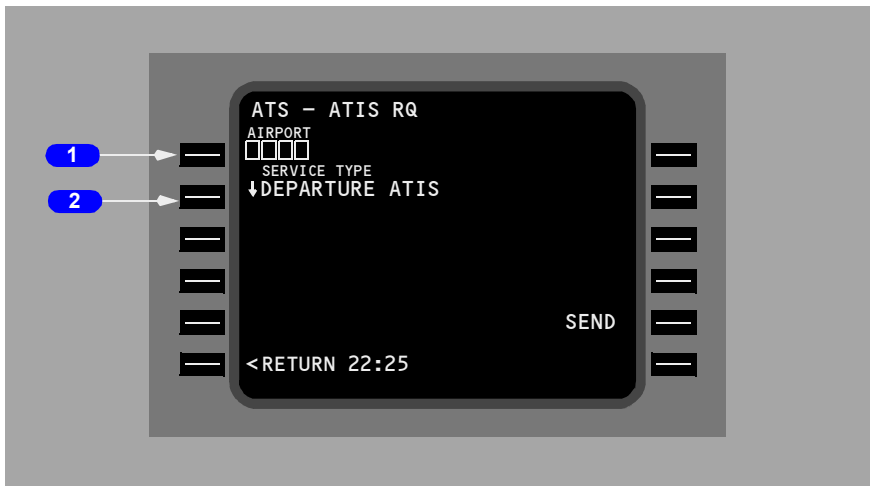 ATS – ATIS RQ
AIRPORT
1
SERVICE TYPE
↓DEPARTURE ATIS
2
SEND
<RETURN 22:25